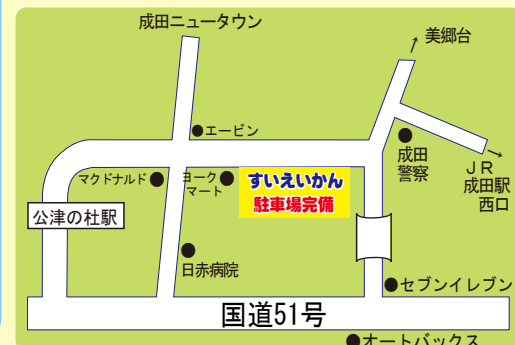 成田ニュータウン
美郷台
エービン
成田
警察
JR
成田駅
西口
マクドナルド
ヨーク
マート
すいえいかん
駐車場完備
公津の杜駅
日赤病院
セブンイレブン
国道51号
オートバックス